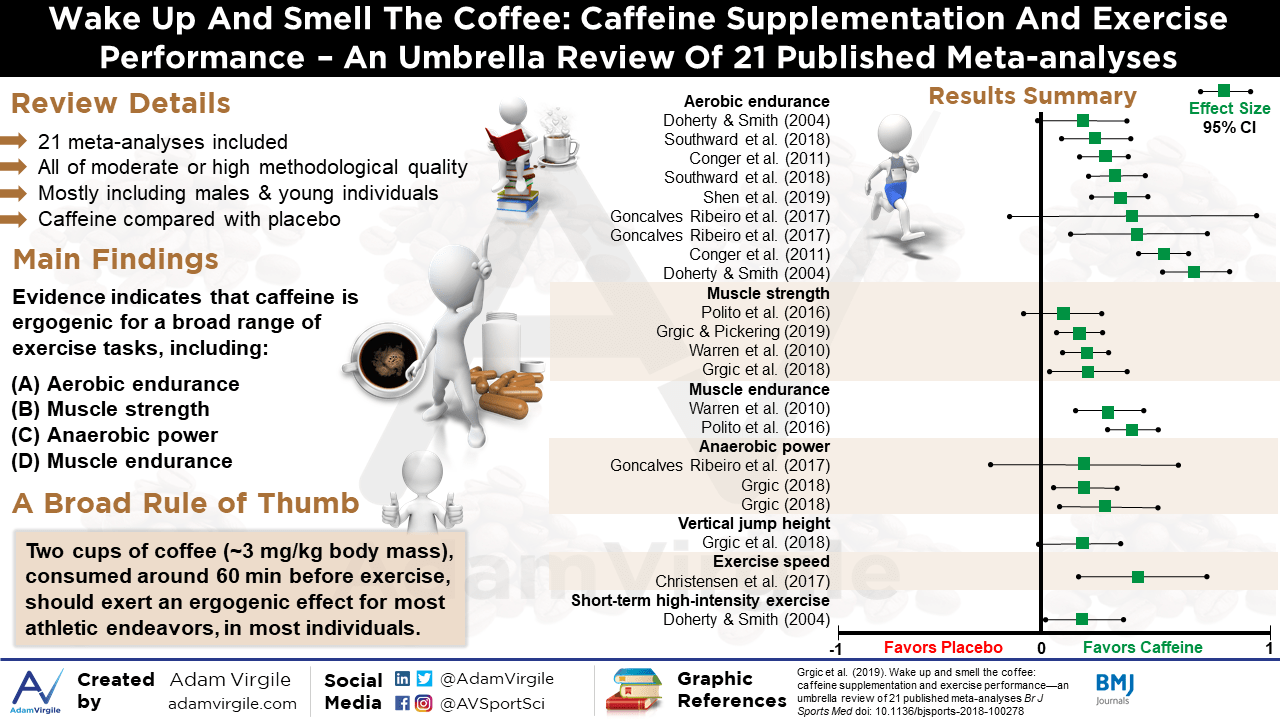 Wake Up And Smell The Coffee: Caffeine Supplementation And Exercise
Performance – An Umbrella Review Of 21 Published Meta-analyses
Review Details
21 meta-analyses included
All of moderate or high methodological quality
Mostly including males & young individuals
Caffeine compared with placebo
Main Findings
Evidence indicates that caffeine is
ergogenic for a broad range of
exercise tasks, including:
(A) Aerobic endurance
(B) Muscle strength
(C) Anaerobic power
(D) Muscle endurance
A Broad Rule of Thumb
Two cups of coffee (~3 mg/kg body mass),
consumed around 60 min before exercise,
should exert an ergogenic effect for most
athletic endeavors, in most individuals.
Results Summary
Effect Size
95% CI
Aerobic endurance
Doherty & Smith (2004)
Southward et al. (2018)
Conger et al. (2011)
Southward et al. (2018)
Shen et al. (2019)
Goncalves Ribeiro et al. (2017)
Goncalves Ribeiro et al. (2017)
Conger et al. (2011)
Doherty & Smith (2004)
Muscle strength
Polito et al. (2016)
Grgic & Pickering (2019)
Warren et al. (2010)
Grgic et al. (2018)
Muscle endurance
Warren et al. (2010)
Polito et al. (2016)
Anaerobic power
Goncalves Ribeiro et al. (2017)
Grgic (2018)
Grgic (2018)
Vertical jump height
Grgic et al. (2018)
Exercise speed
Christensen et al. (2017)
Short-term high-intensity exercise
Doherty & Smith (2004)
-1 Favors Placebo 0 Favors Caffeine 1
AdamVirgile
AdamVirgile
Created
by
Adam Virgile
adamvirgile.com
Social
Media
@AdamVirgile
@AVSportSci
Graphic
References
Grgic et al. (2019). Wake up and smell the coffee:
caffeine supplementation and exercise performance—an
umbrella review of 21 published meta-analyses Br J
Sports Med doi: 10.1136/bjsports-2018-100278
BMJ
Journals